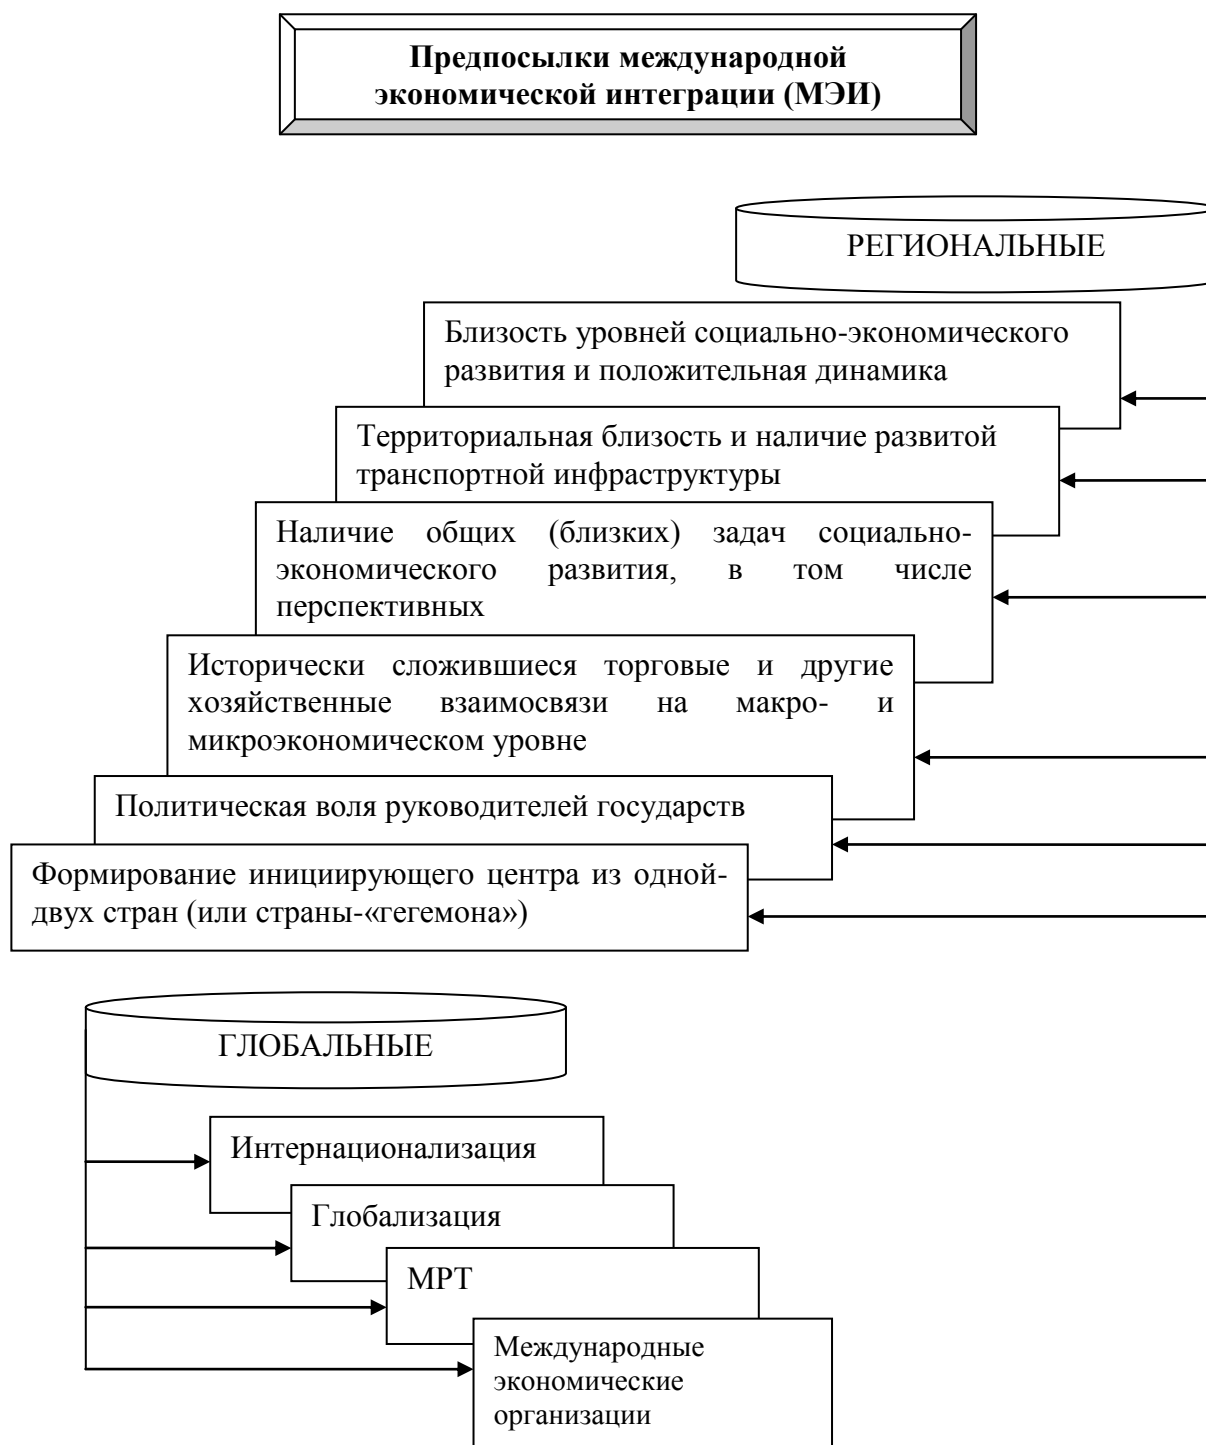 Предпосылки международной
экономической интеграции (МЭИ)
РЕГИОНАЛЬНЫЕ
Близость уровней социально-экономического
развития и положительная динамика
Территориальная близость и наличие развитой
транспортной инфраструктуры
Наличие общих (близких) задач социально-
экономического развития, в том числе
перспективных
Исторически сложившиеся торговые и другие
хозяйственные взаимосвязи на макро- и
микроэкономическом уровне
Политическая воля руководителей государств
Формирование инициирующего центра из одной-
двух стран (или страны-«гегемона»)
ГЛОБАЛЬНЫЕ
Интернационализация
Глобализация
МРТ
Международные
экономические
организации